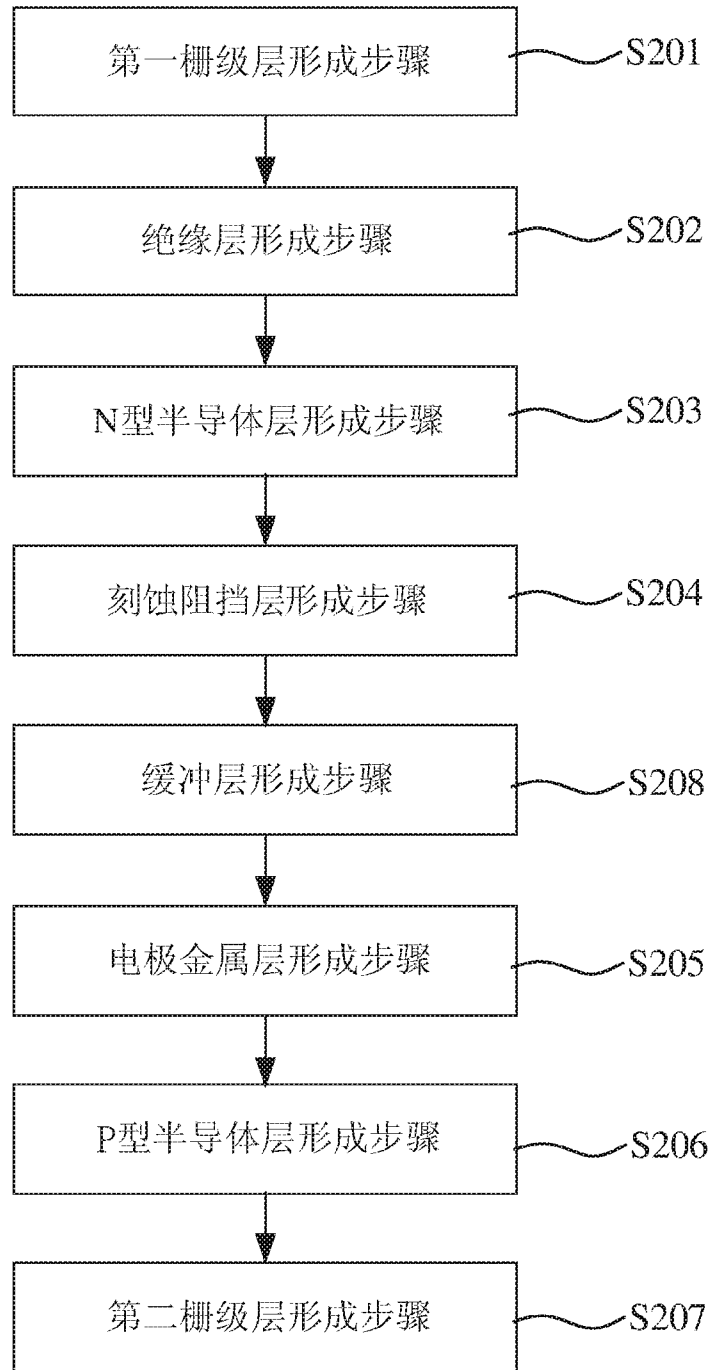 第一栅级层形成步骤
S201
绝缘层形成步骤
S202
N型半导体层形成步骤
S203
刻蚀阻挡层形成步骤
S204
缓冲层形成步骤
S208
电极金属层形成步骤
S205
P型半导体层形成步骤
S206
第二栅级层形成步骤
S207